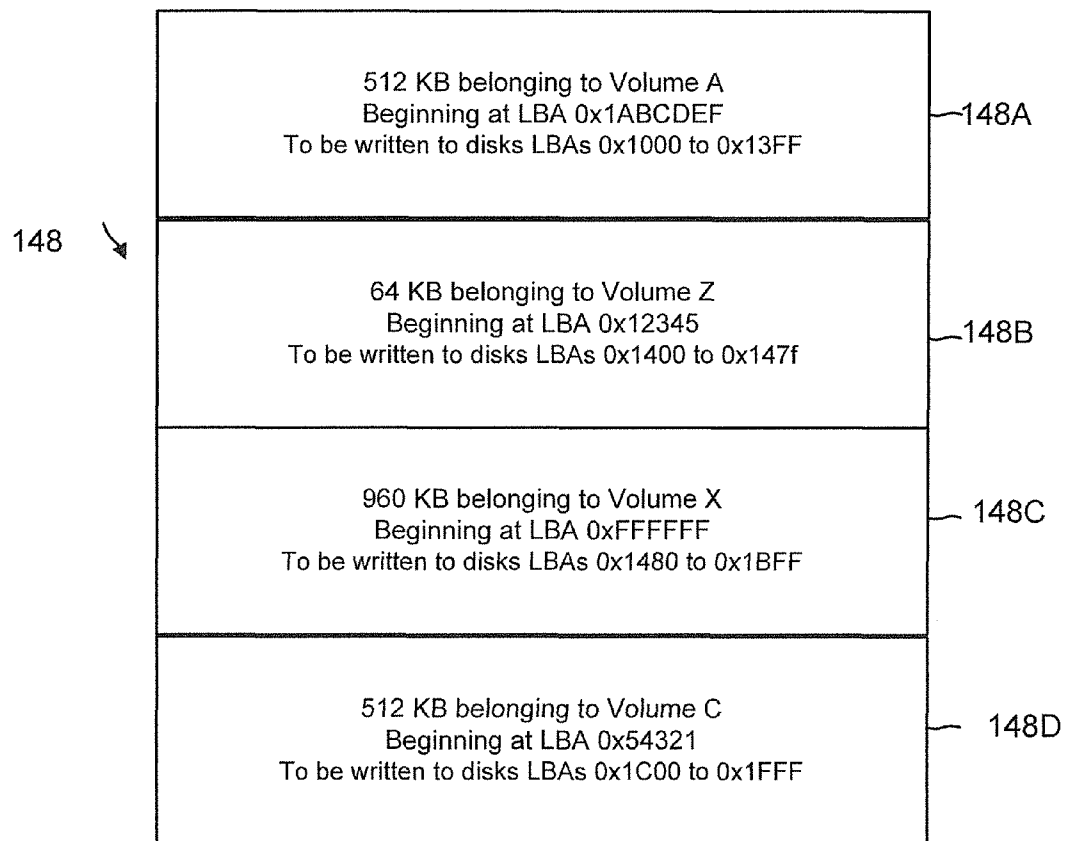 512 KB belonging to Volume A
Beginning at LBA 0x1ABCDEF
To be written to disks LBAs 0x1000 to 0x13FF
148A
148
64 KB belonging to Volume Z
Beginning at LBA 0x12345
To be written to disks LBAs 0x1400 to 0x147f
148B
960 KB belonging to Volume X
Beginning at LBA 0xFFFFFF
To be written to disks LBAs 0x1480 to 0x1BFF
148C
512 KB belonging to Volume C
Beginning at LBA 0x54321
To be written to disks LBAs 0x1C00 to 0x1FFF
148D